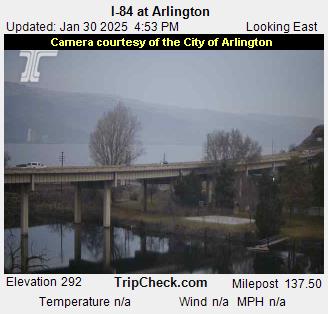 I-84 at Arlington
Updated: Jan 30 2025 4:53 PM Looking East
Camera courtesy of the City of Arlington
Elevation 292 TripCheck.com Milepost 137.50
Temperature n/a Wind n/a MPH n/a